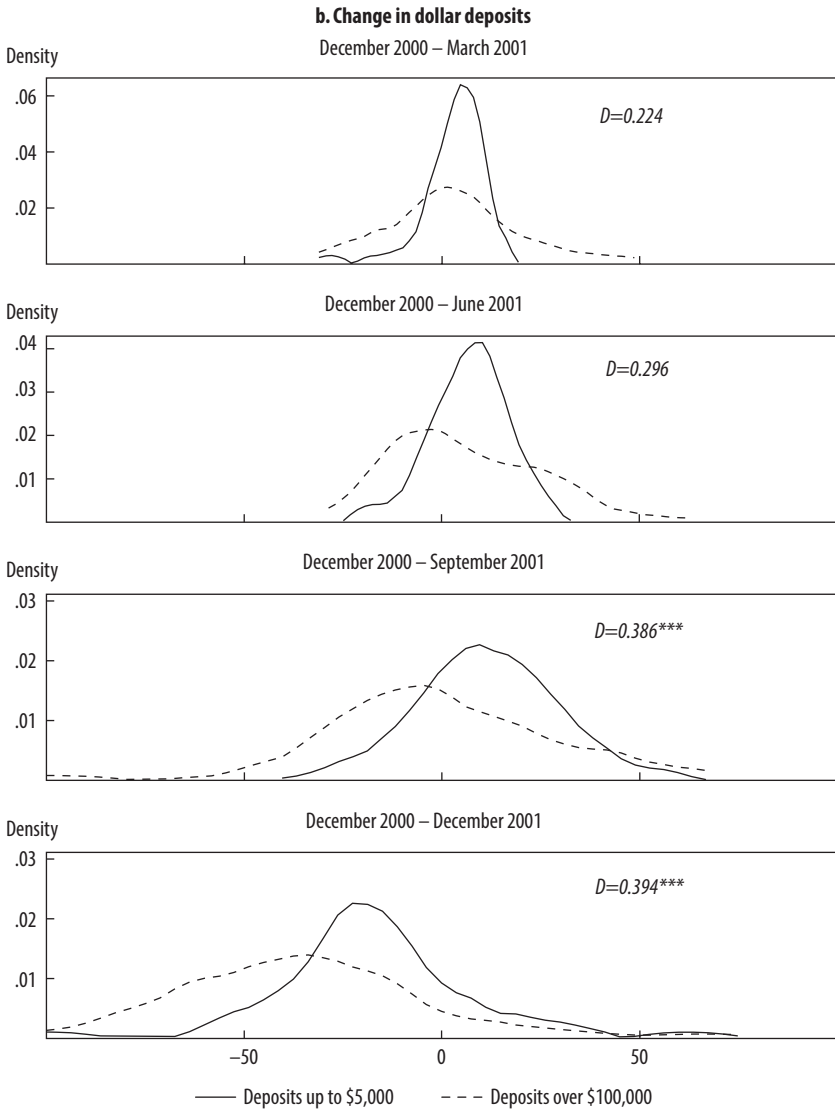 b. Change in dollar deposits
December 2000 – March 2001
Density
.06
D=0.224
.04
.02
December 2000 – June 2001
Density
.04
D=0.296
.03
.02
.01
December 2000 – September 2001
Density
.03
D=0.386***
.02
.01
December 2000 – December 2001
Density
.03
D=0.394***
.02
.01
–50 0 50
Deposits up to $5,000 Deposits over $100,000